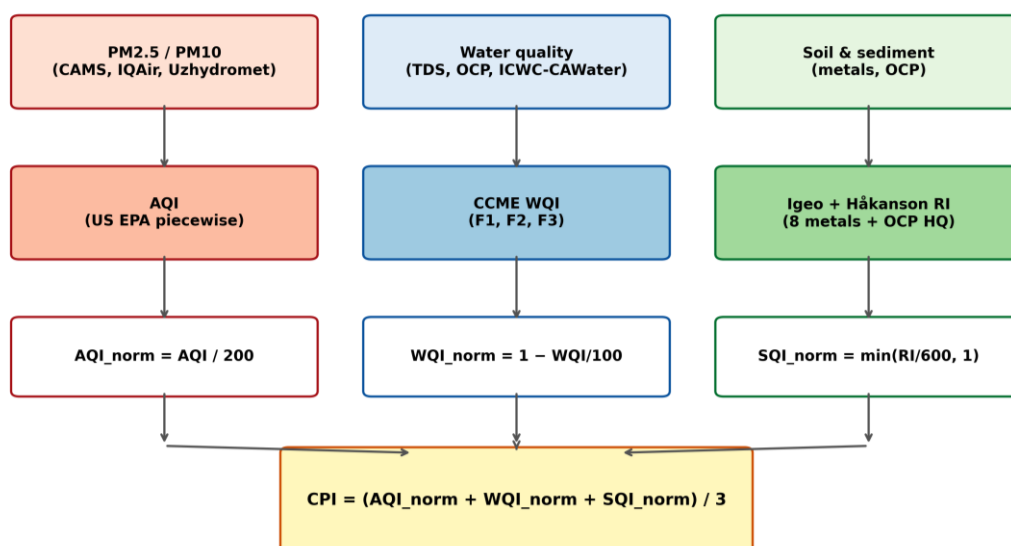 PM2.5 / PM10
(CAMS, IQAir, Uzhydromet)
Water quality
(TDS, OCP, ICWC-CAWater)
Soil & sediment
(metals, OCP)
AQI
(US EPA piecewise)
CCME WQI
(F1, F2, F3)
Igeo + Håkanson RI
(8 metals + OCP HQ)
AQI_norm = AQI / 200
WQI_norm = 1 − WQI/100
SQI_norm = min(RI/600, 1)
CPI = (AQI_norm + WQI_norm + SQI_norm) / 3